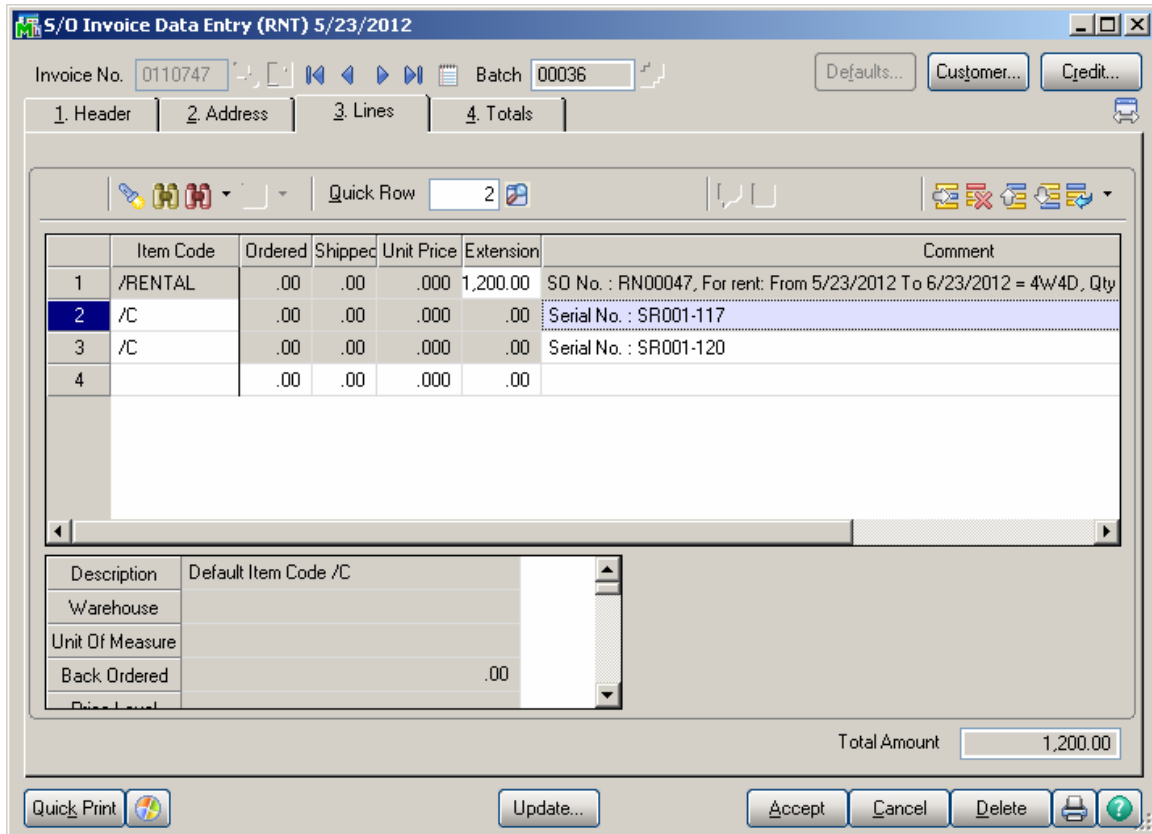 S/O Invoice Data Entry (RNT) 5/23/2012
Invoice No. 0110747 Batch 00036 Defaults... Customer... Credit...
1. Header 2. Address 3. Lines 4. Totals
Quick Row 2
Item Code Ordered Shipped Unit Price Extension Comment
1 /RENTAL .00 .00 .000 1,200.00 SO No. : RN00047, For rent: From 5/23/2012 To 6/23/2012 = 4W4D, Qty
2 /C .00 .00 .000 .00 Serial No. : SR001-117
3 /C .00 .00 .000 .00 Serial No. : SR001-120
4 .00 .00 .000 .00
Description Default Item Code /C
Warehouse
Unit Of Measure
Back Ordered .00
Price Level
Total Amount 1,200.00
Quick Print Update... Accept Cancel Delete